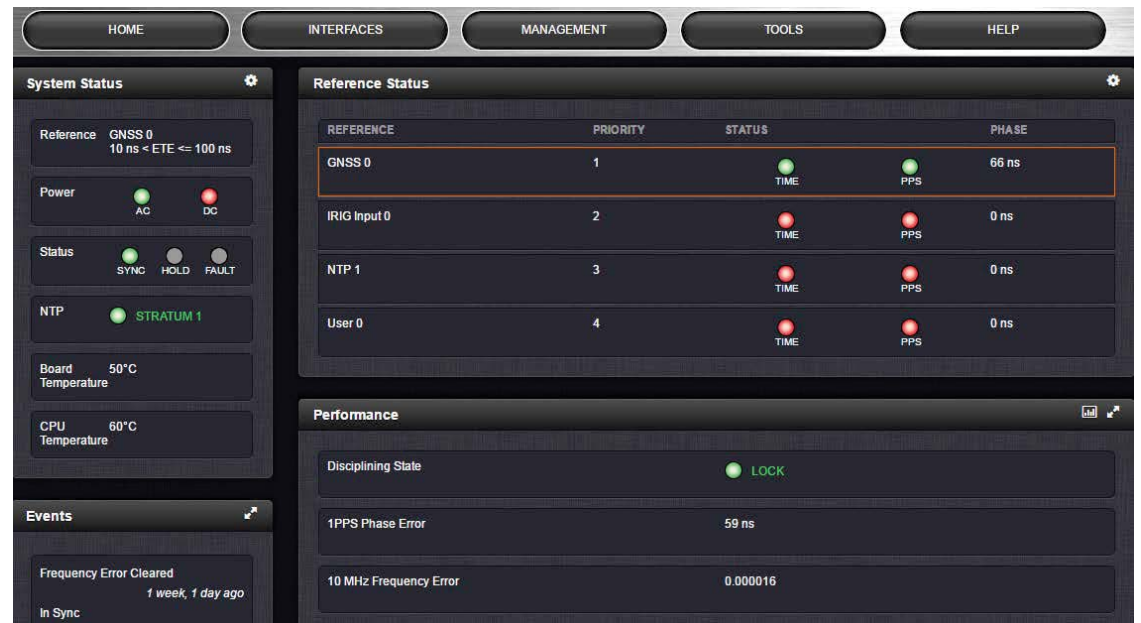 HOME INTERFACES MANAGEMENT TOOLS HELP
System Status
Reference GNSS 0
10 ns < ETE <= 100 ns
Power
AC DC
Status
SYNC HOLD FAULT
NTP STRATUM 1
Board 50°C
Temperature
CPU 60°C
Temperature
Events
Frequency Error Cleared
1 week, 1 day ago
In Sync
Reference Status
REFERENCE PRIORITY STATUS PHASE
GNSS 0 1 66 ns
TIME PPS
IRIG Input 0 2 0 ns
TIME PPS
NTP 1 3 0 ns
TIME PPS
User 0 4 0 ns
TIME PPS
Performance
Disciplining State LOCK
1PPS Phase Error 59 ns
10 MHz Frequency Error 0.000016